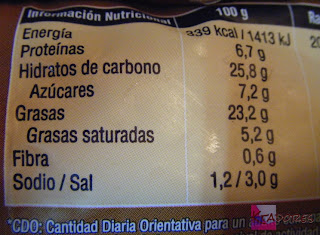 Información Nutricional 100 g Ra
Energía 339 kcal / 1413 kJ 20
Proteínas 6,7 g
Hidratos de carbono 25,8 g
Azúcares 7,2 g
Grasas 23,2 g
Grasas saturadas 5,2 g
Fibra 0,6 g
Sodio / Sal 1,2 / 3,0 g
*CDO: Cantidad Diaria Orientativa para un a